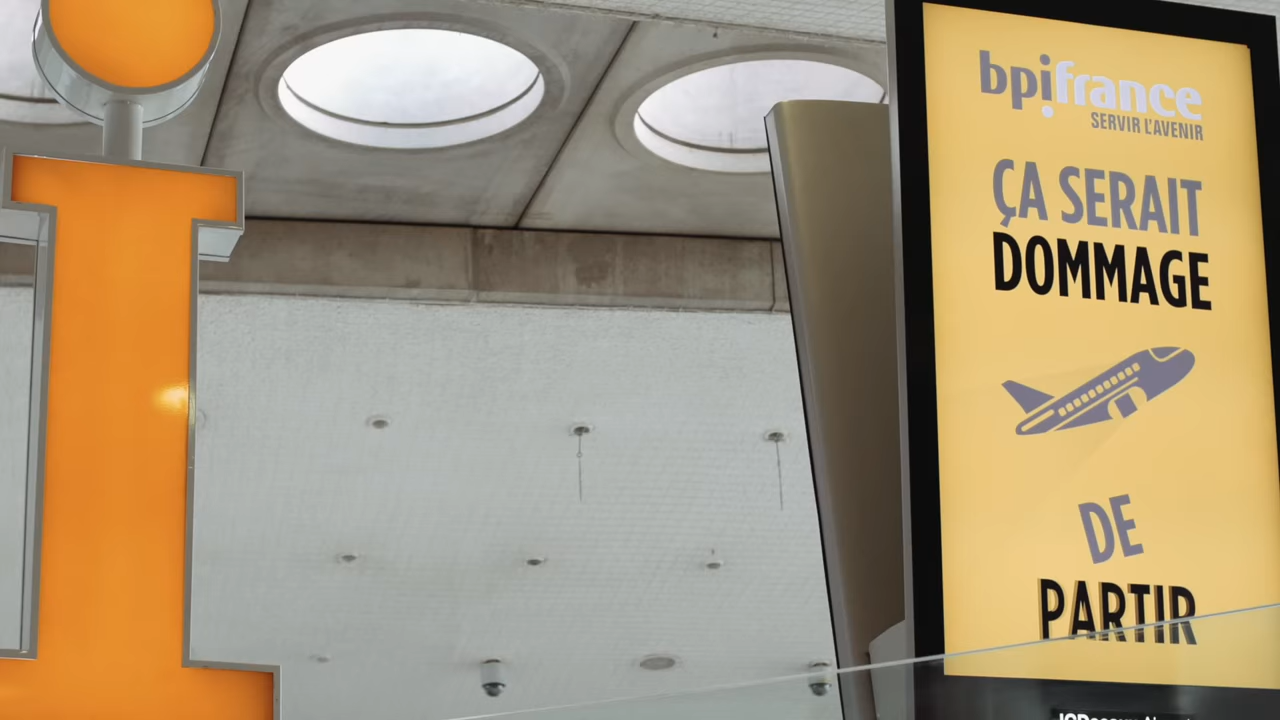 i
bpifrance
SERVIR L'AVENIR
ÇA SERAIT
DOMMAGE
DE
PARTIR